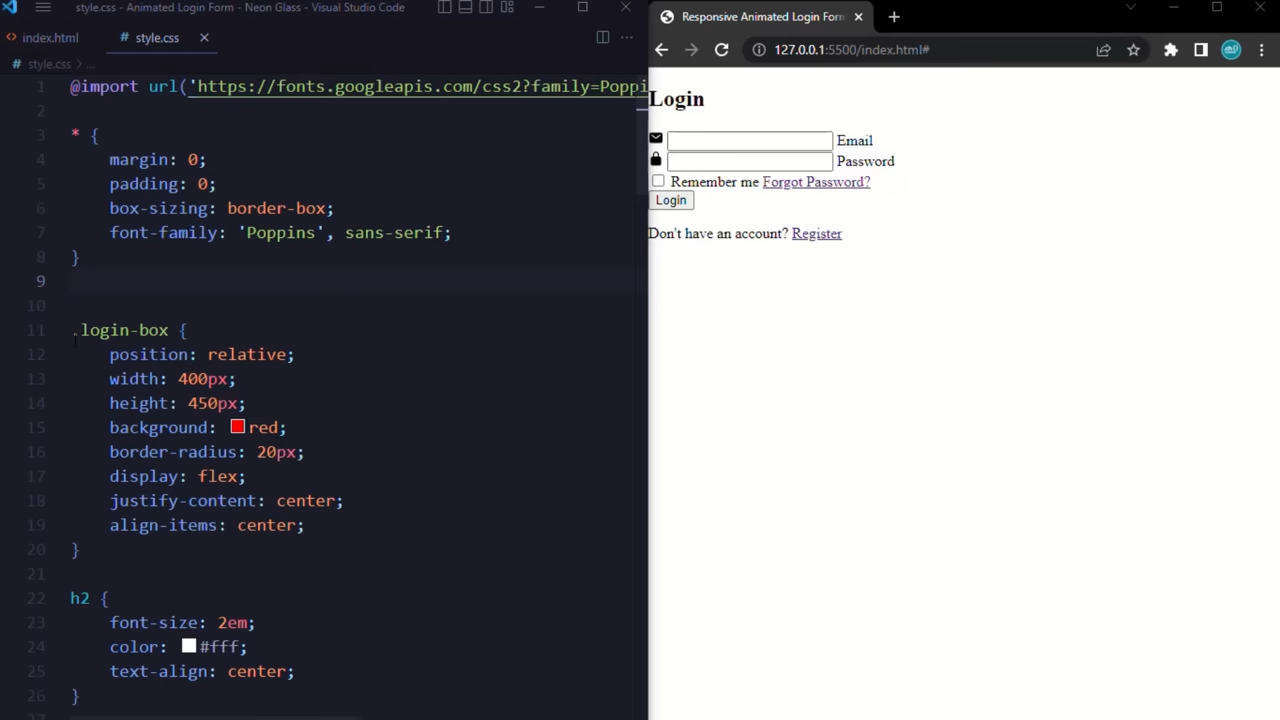 style.css - Animated Login Form - Neon Glass - Visual Studio Code
index.html
style.css
style.css > ...
1 @import url('https://fonts.googleapis.com/css2?family=Poppi
2
3 * {
4 margin: 0;
5 padding: 0;
6 box-sizing: border-box;
7 font-family: 'Poppins', sans-serif;
8 }
9
10
11 .login-box {
12 position: relative;
13 width: 400px;
14 height: 450px;
15 background: red;
16 border-radius: 20px;
17 display: flex;
18 justify-content: center;
19 align-items: center;
20 }
21
22 h2 {
23 font-size: 2em;
24 color: #fff;
25 text-align: center;
26 }
Responsive Animated Login Form
127.0.0.1:5500/index.html#
Login
Email
Password
Remember me Forgot Password?
Login
Don't have an account? Register